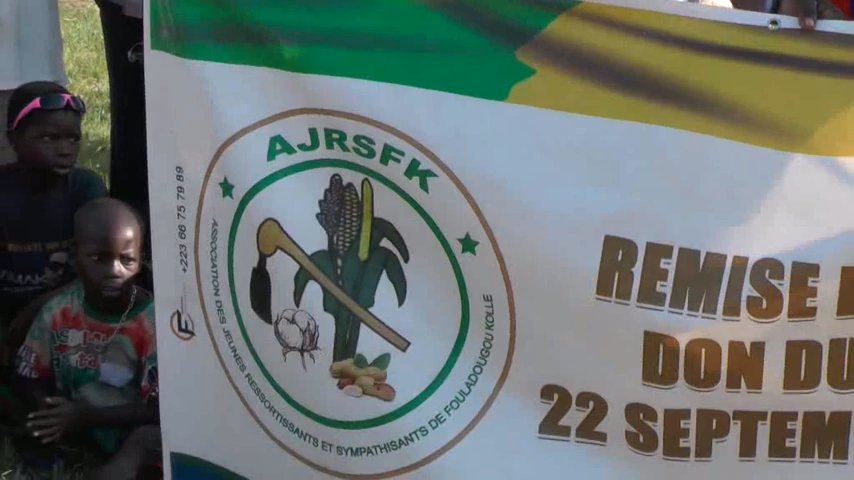 AJRSFK
ASSOCIATION DES JEUNES RESSORTISSANTS ET SYMPATHISANTS DE FOULADOUGOU KOLLE
+223 66 75 79 89
REMISE
DON DU
22 SEPTEM